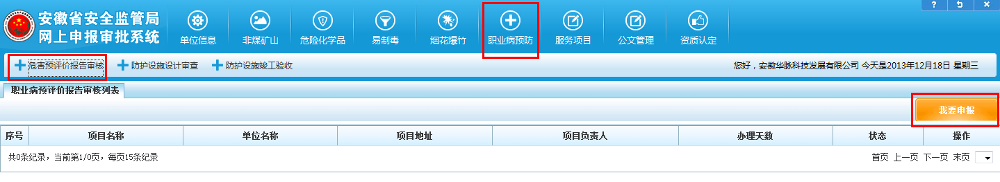 安徽省安全监管局
网上申报审批系统
单位信息
非煤矿山
危险化学品
易制毒
烟花爆竹
职业病预防
服务项目
公文管理
资质认定
?
危害预评价报告审核
防护设施设计审查
防护设施竣工验收
您好，安徽华脉科技发展有限公司 今天是2013年12月18日 星期三
职业病预评价报告审核列表
我要申报
序号 项目名称 单位名称 项目地址 项目负责人 办理天数 状态 操作
共0条纪录，当前第1/0页，每页15条纪录 首页 上一页 下一页 末页